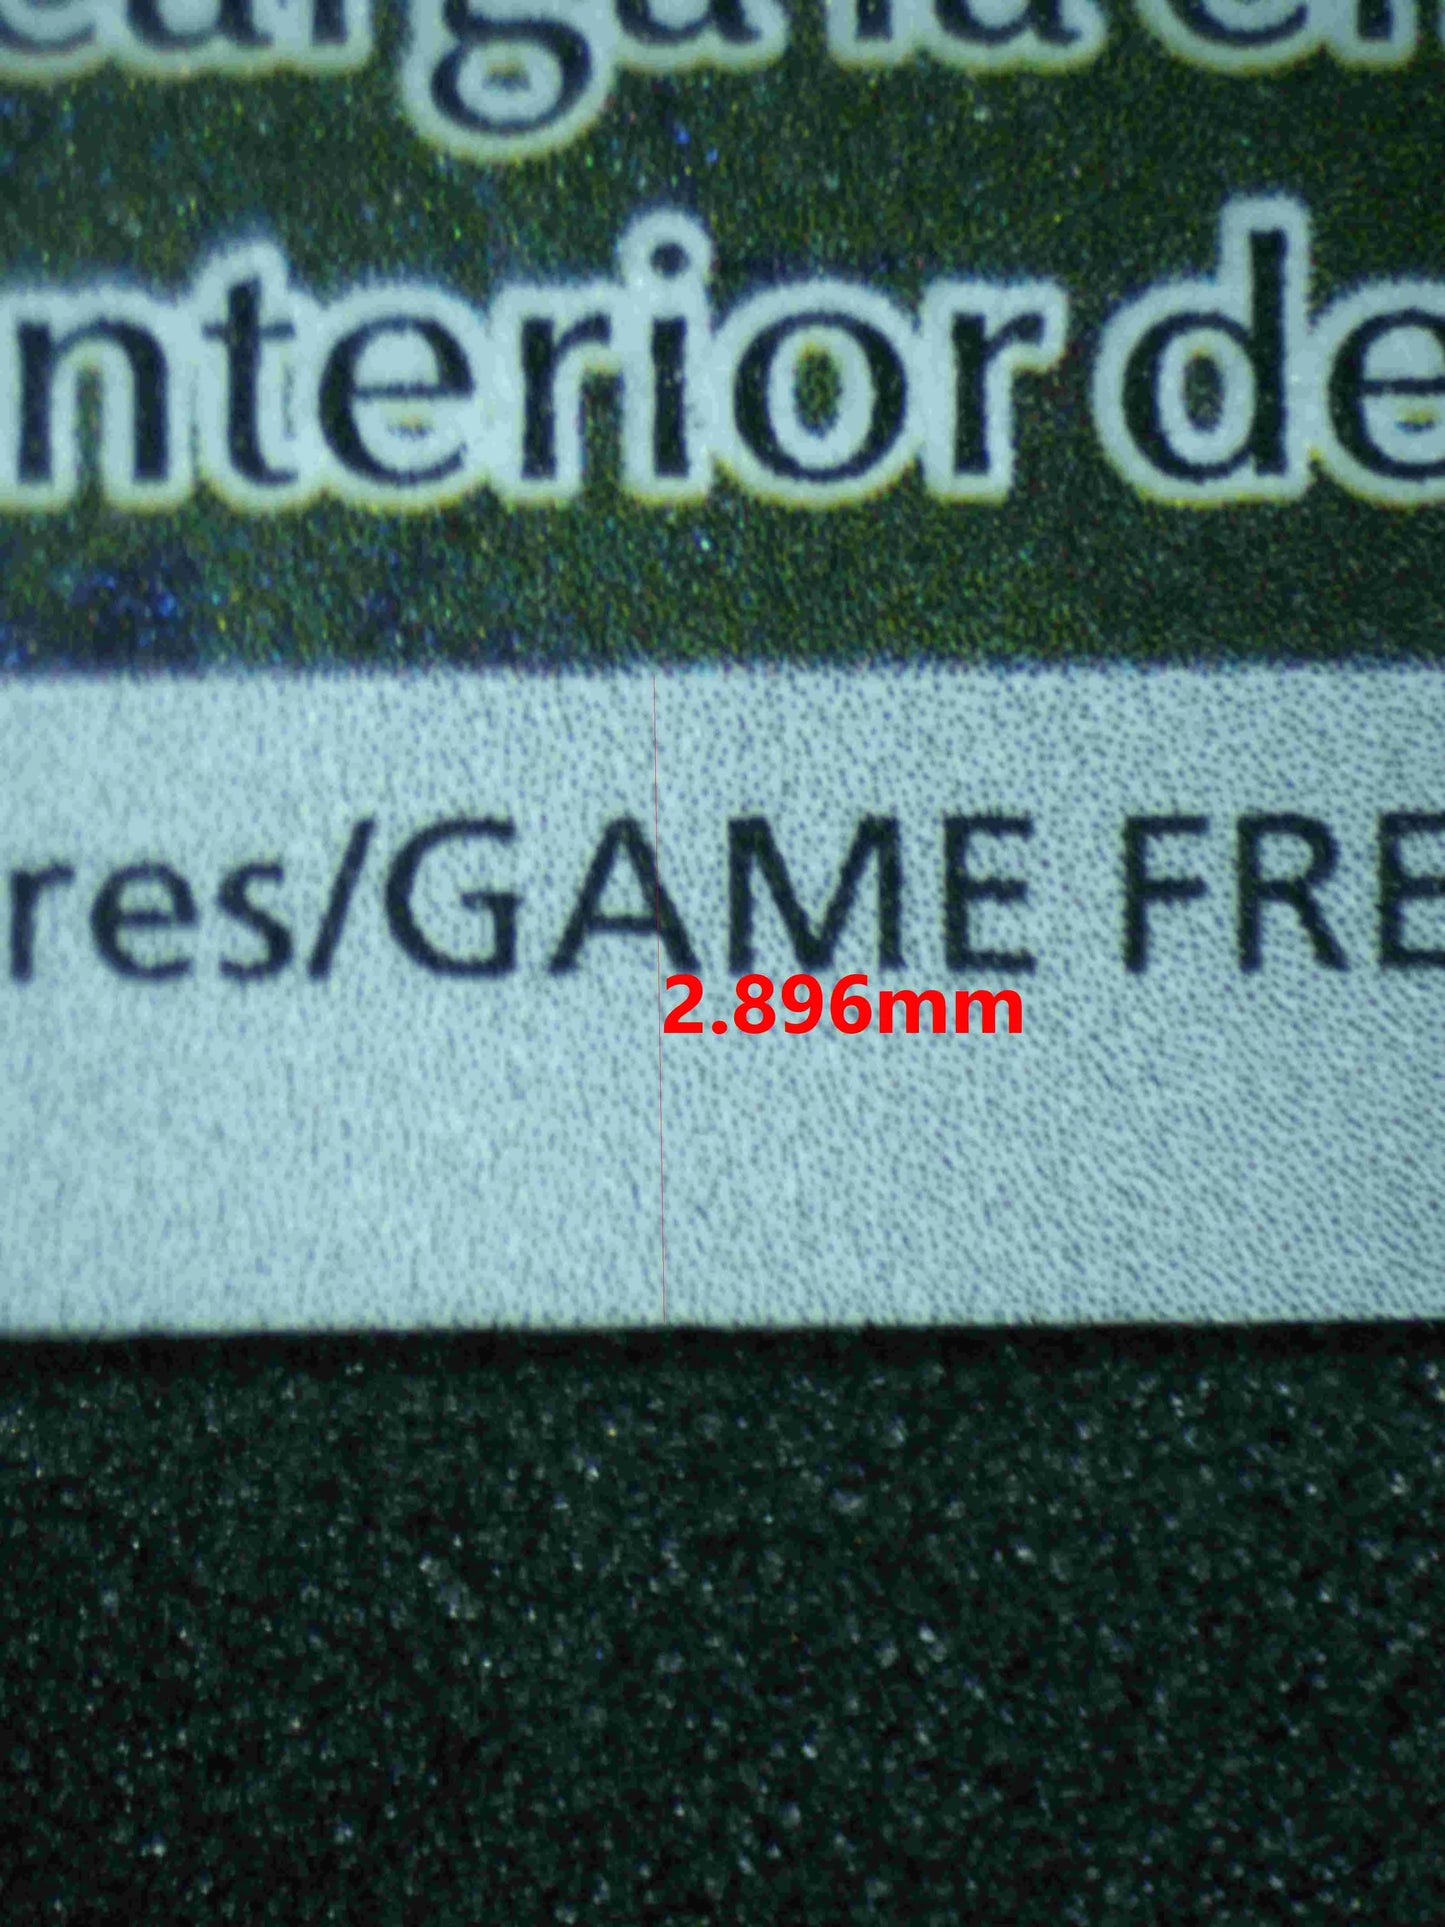 nterior de
res/GAME FRE
2.896mm